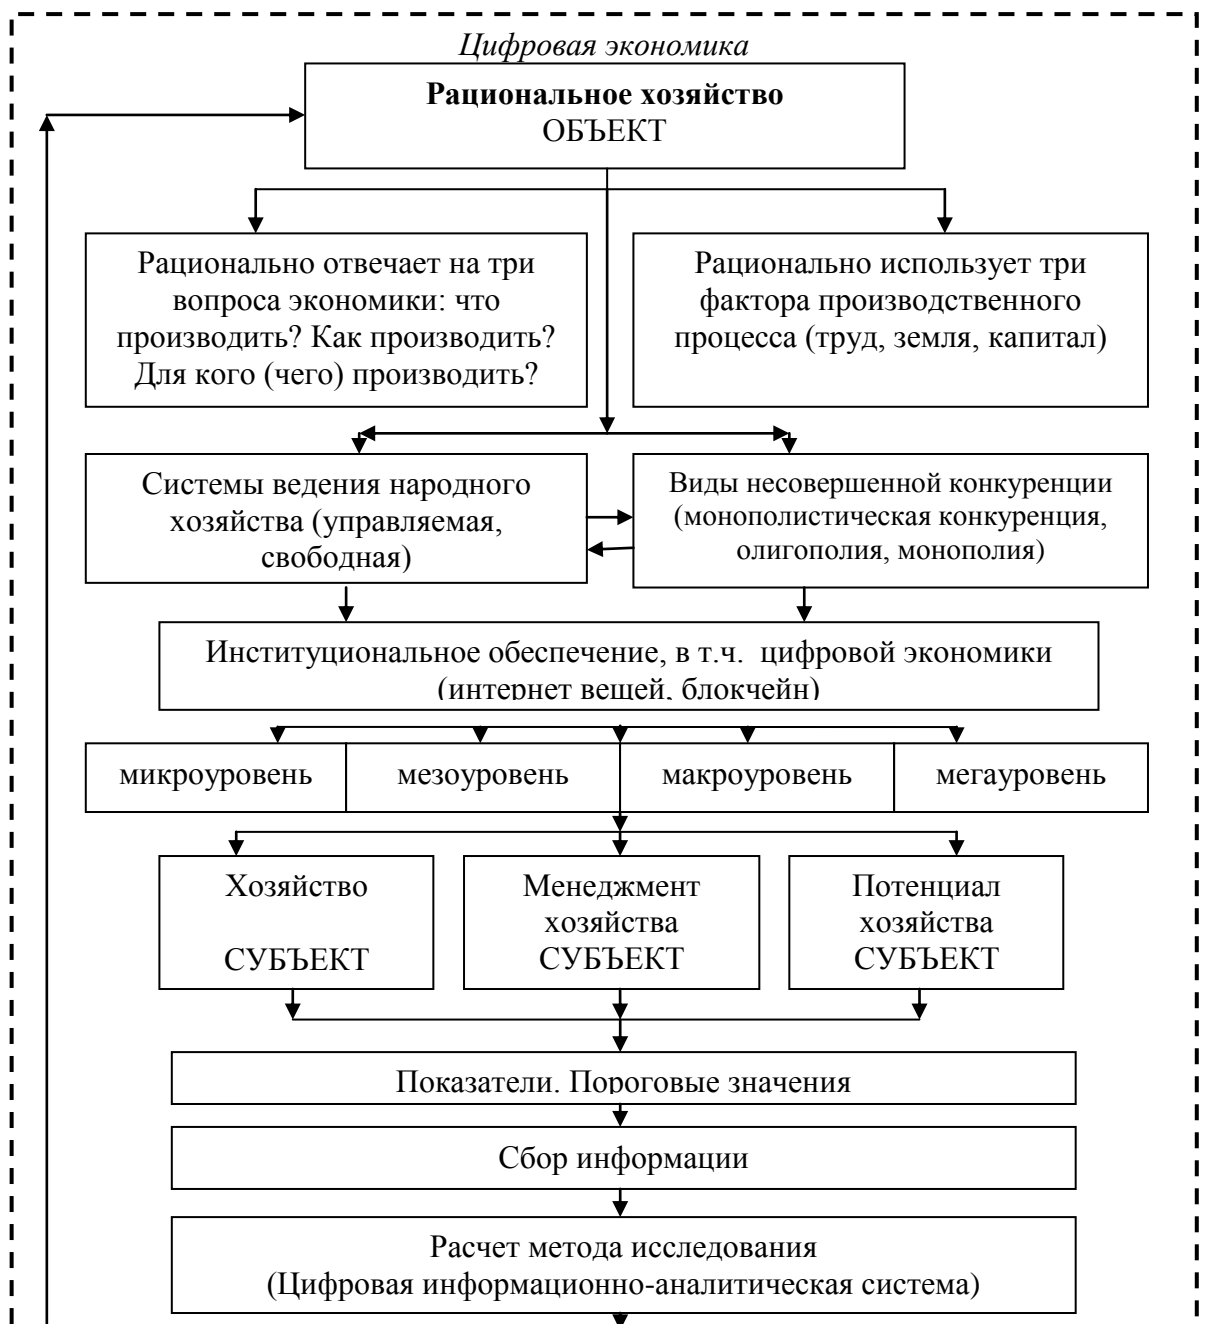 Цифровая экономика
Рациональное хозяйство
ОБЪЕКТ
Рационально отвечает на три
вопроса экономики: что
производить? Как производить?
Для кого (чего) производить?
Рационально использует три
фактора производственного
процесса (труд, земля, капитал)
Системы ведения народного
хозяйства (управляемая,
свободная)
Виды несовершенной конкуренции
(монополистическая конкуренция,
олигополия, монополия)
Институциональное обеспечение, в т.ч. цифровой экономики
(интернет вещей, блокчейн)
микроуровень
мезоуровень
макроуровень
мегауровень
Хозяйство
СУБЪЕКТ
Менеджмент
хозяйства
СУБЪЕКТ
Потенциал
хозяйства
СУБЪЕКТ
Показатели. Пороговые значения
Сбор информации
Расчет метода исследования
(Цифровая информационно-аналитическая система)